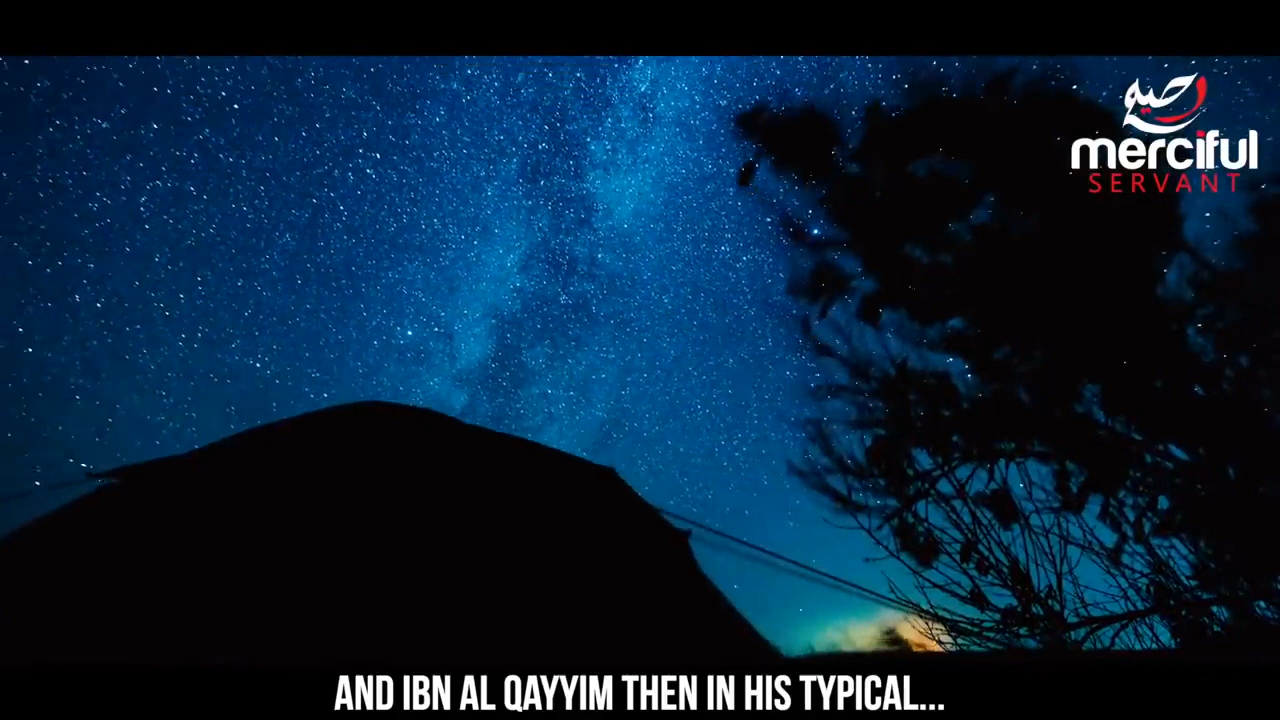 merciful
SERVANT
AND IBN AL QAYYIM THEN IN HIS TYPICAL...